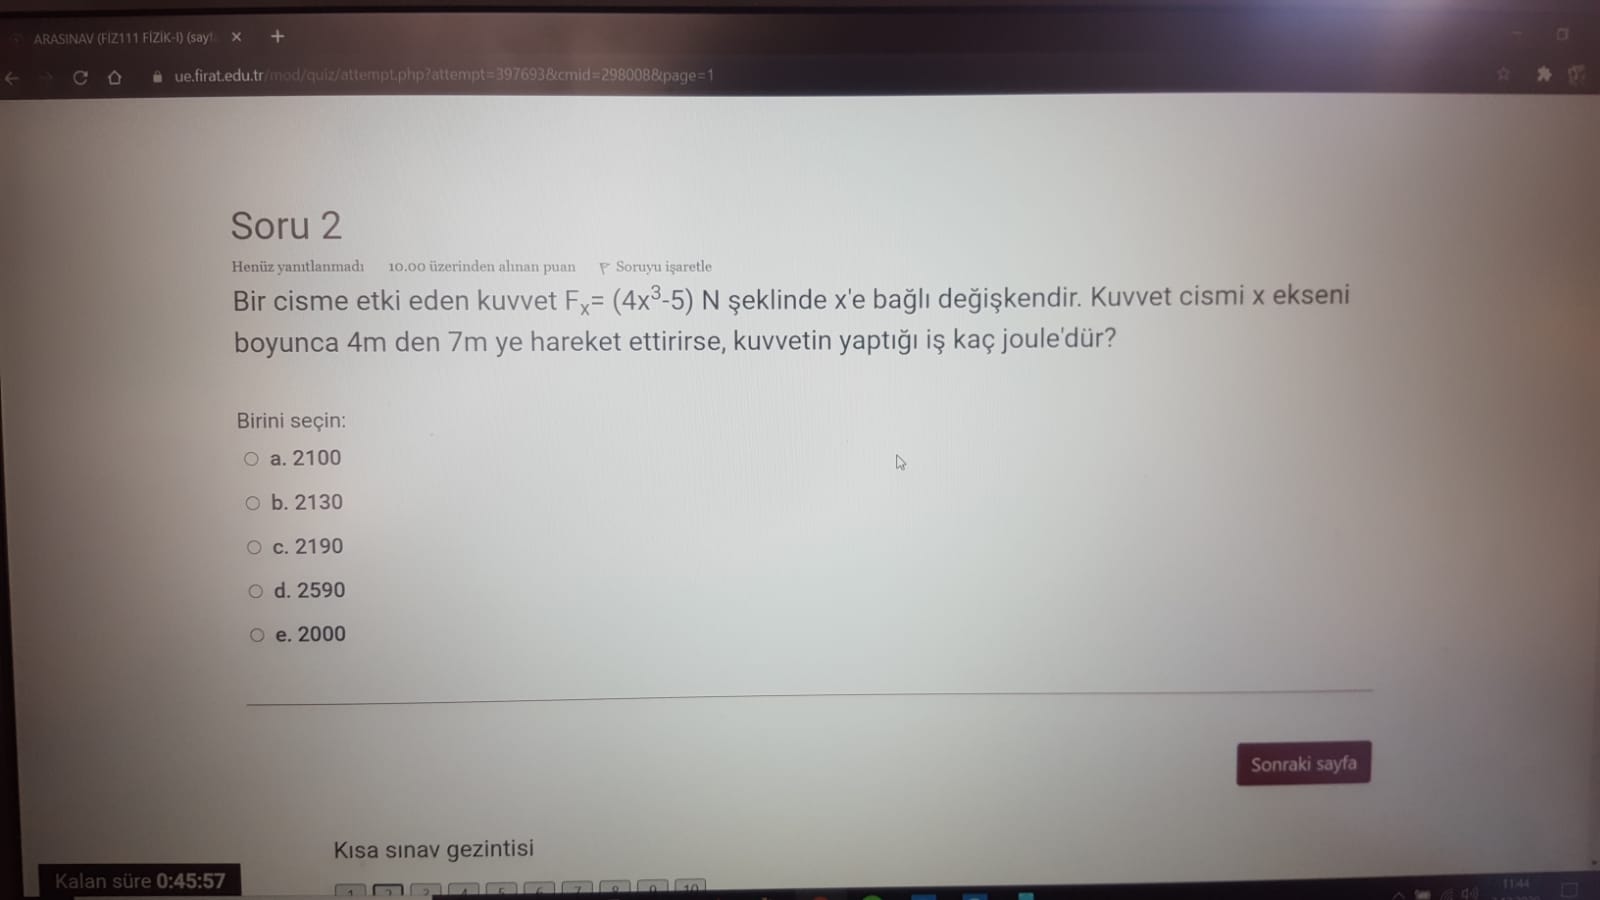 ARASINAV (FİZ111 FİZİK-I) (sayf
ue.firat.edu.tr/mod/quiz/attempt.php?attempt=397693&cmid=298008&page=1
Soru 2
Henüz yanıtlanmadı 10.00 üzerinden alınan puan Soruyu işaretle
Bir cisme etki eden kuvvet Fₓ= (4x³-5) N şeklinde x'e bağlı değişkendir. Kuvvet cismi x ekseni
boyunca 4m den 7m ye hareket ettirirse, kuvvetin yaptığı iş kaç joule'dür?
Birini seçin:
a. 2100
b. 2130
c. 2190
d. 2590
e. 2000
Sonraki sayfa
Kısa sınav gezintisi
Kalan süre 0:45:57
1 2 3 4 5 6 7 8 9 10
11:44